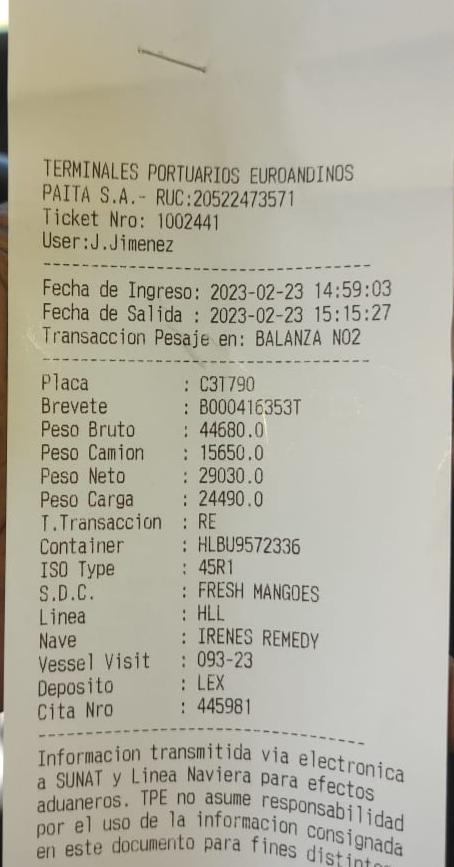 TERMINALES PORTUARIOS EUROANDINOS
PAITA S.A.- RUC:20522473571
Ticket Nro: 1002441
User:J.Jimenez
------------------------------------
Fecha de Ingreso: 2023-02-23 14:59:03
Fecha de Salida : 2023-02-23 15:15:27
Transaccion Pesaje en: BALANZA NO2
------------------------------------
Placa : C3T790
Brevete : B000416353T
Peso Bruto : 44680.0
Peso Camion : 15650.0
Peso Neto : 29030.0
Peso Carga : 24490.0
T.Transaccion : RE
Container : HLBU9572336
ISO Type : 45R1
S.D.C. : FRESH MANGOES
Linea : HLL
Nave : IRENES REMEDY
Vessel Visit : 093-23
Deposito : LEX
Cita Nro : 445981
------------------------------------
Informacion transmitida via electronica
a SUNAT y Linea Naviera para efectos
aduaneros. TPE no asume responsabilidad
por el uso de la informacion consignada
en este documento para fines